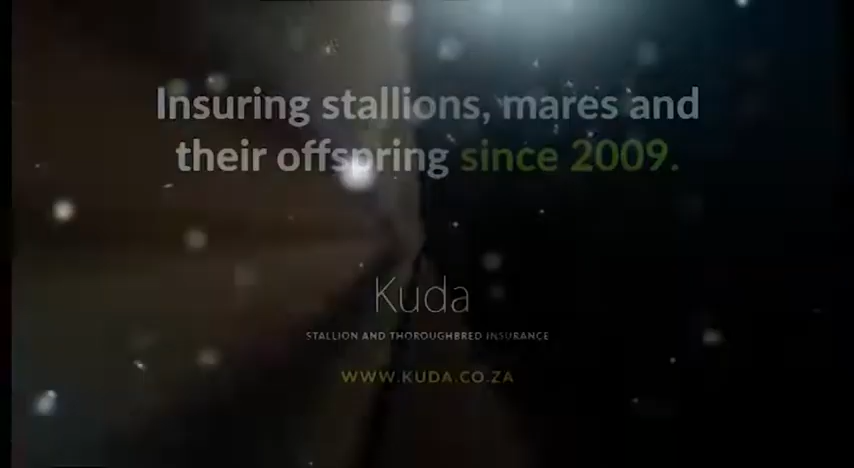 Insuring stallions, mares and
their offspring since 2009.
Kuda
STALLION AND THOROUGHBRED INSURANCE
WWW.KUDA.CO.ZA